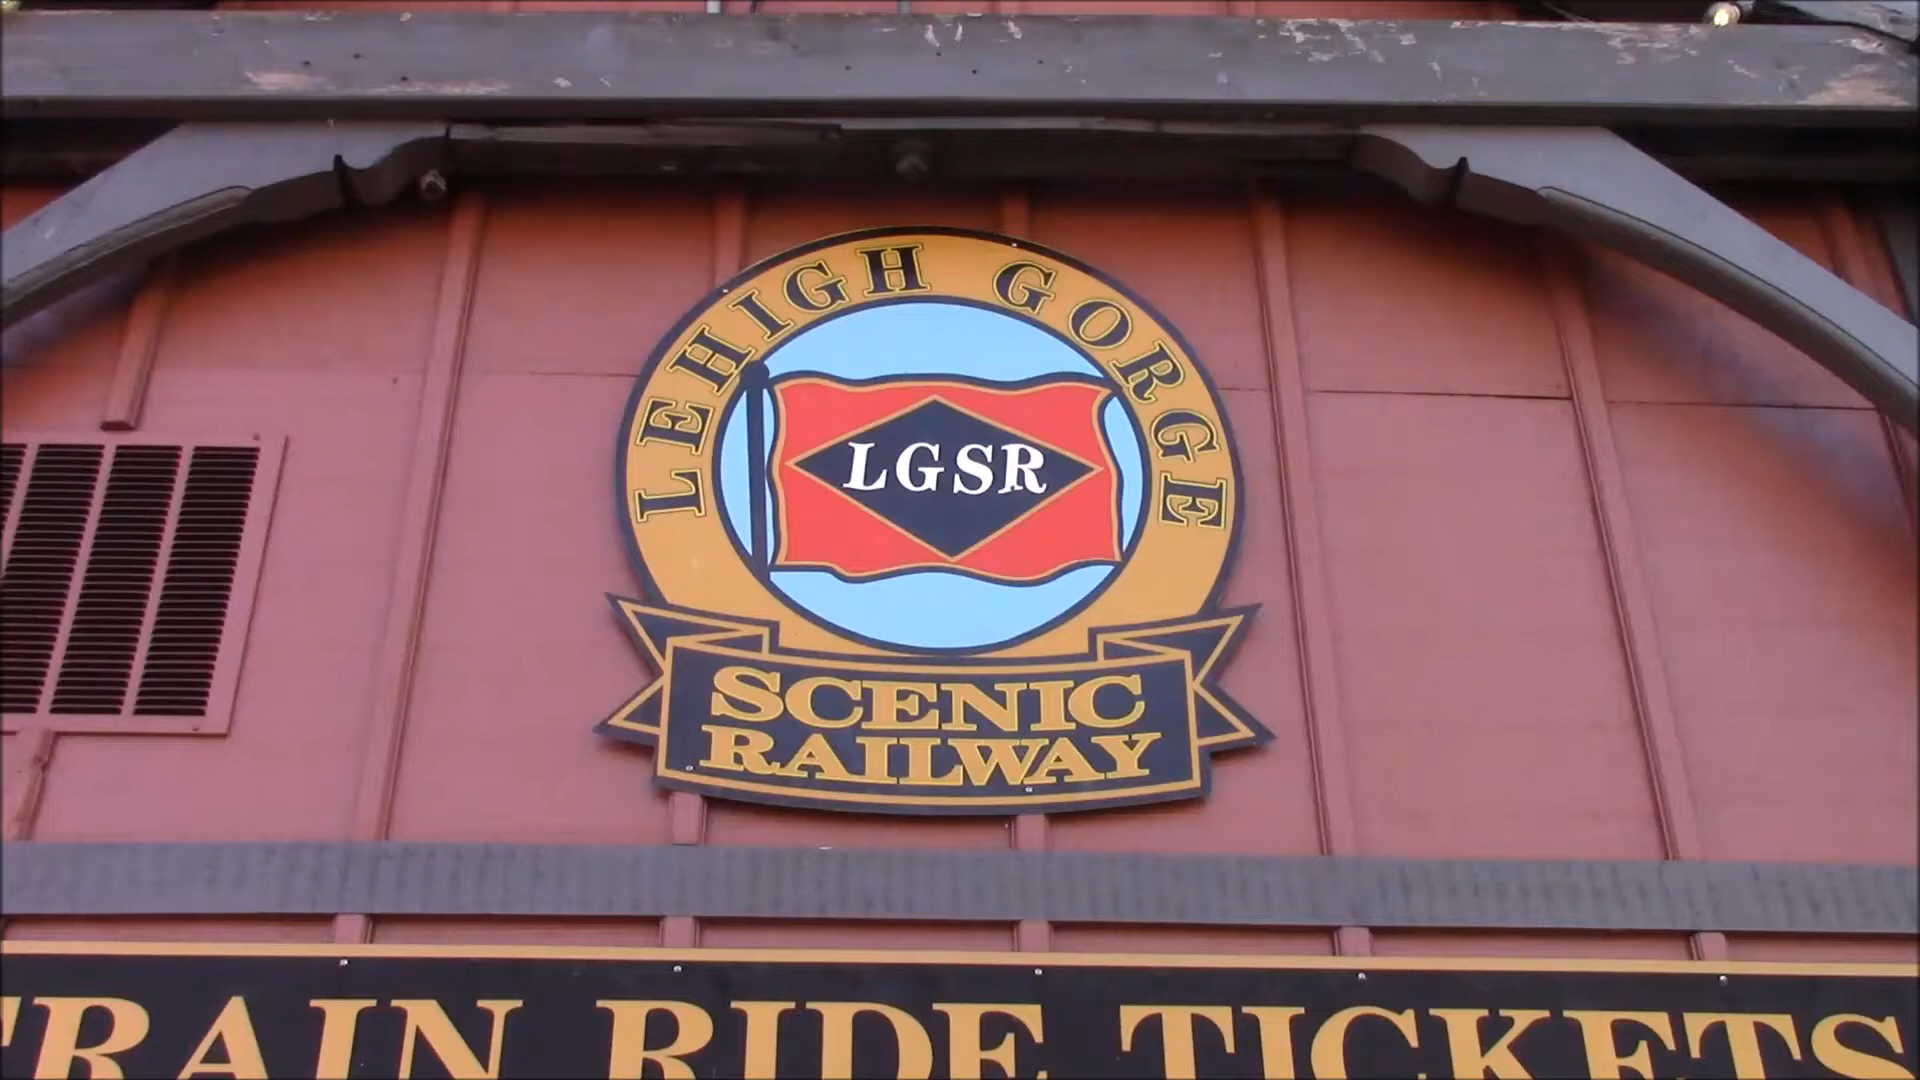 LEHIGH GORGE
LGSR
SCENIC
RAILWAY
TRAIN RIDE TICKETS